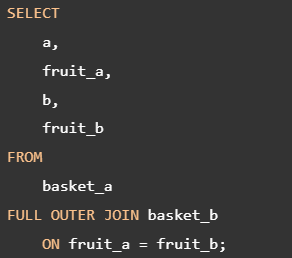 SELECT
    a,
    fruit_a,
    b,
    fruit_b
FROM
    basket_a
FULL OUTER JOIN basket_b
    ON fruit_a = fruit_b;